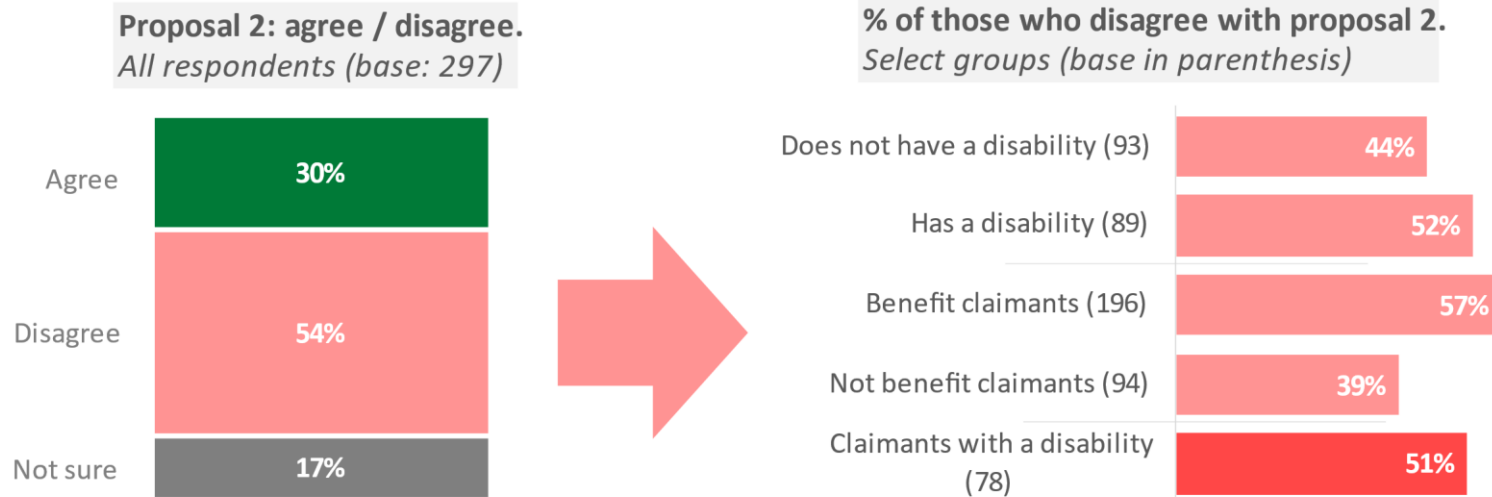 Proposal 2: agree / disagree.
All respondents (base: 297)
Agree
30%
Disagree
54%
Not sure
17%
% of those who disagree with proposal 2.
Select groups (base in parenthesis)
Does not have a disability (93)
44%
Has a disability (89)
52%
Benefit claimants (196)
57%
Not benefit claimants (94)
39%
Claimants with a disability
(78)
51%